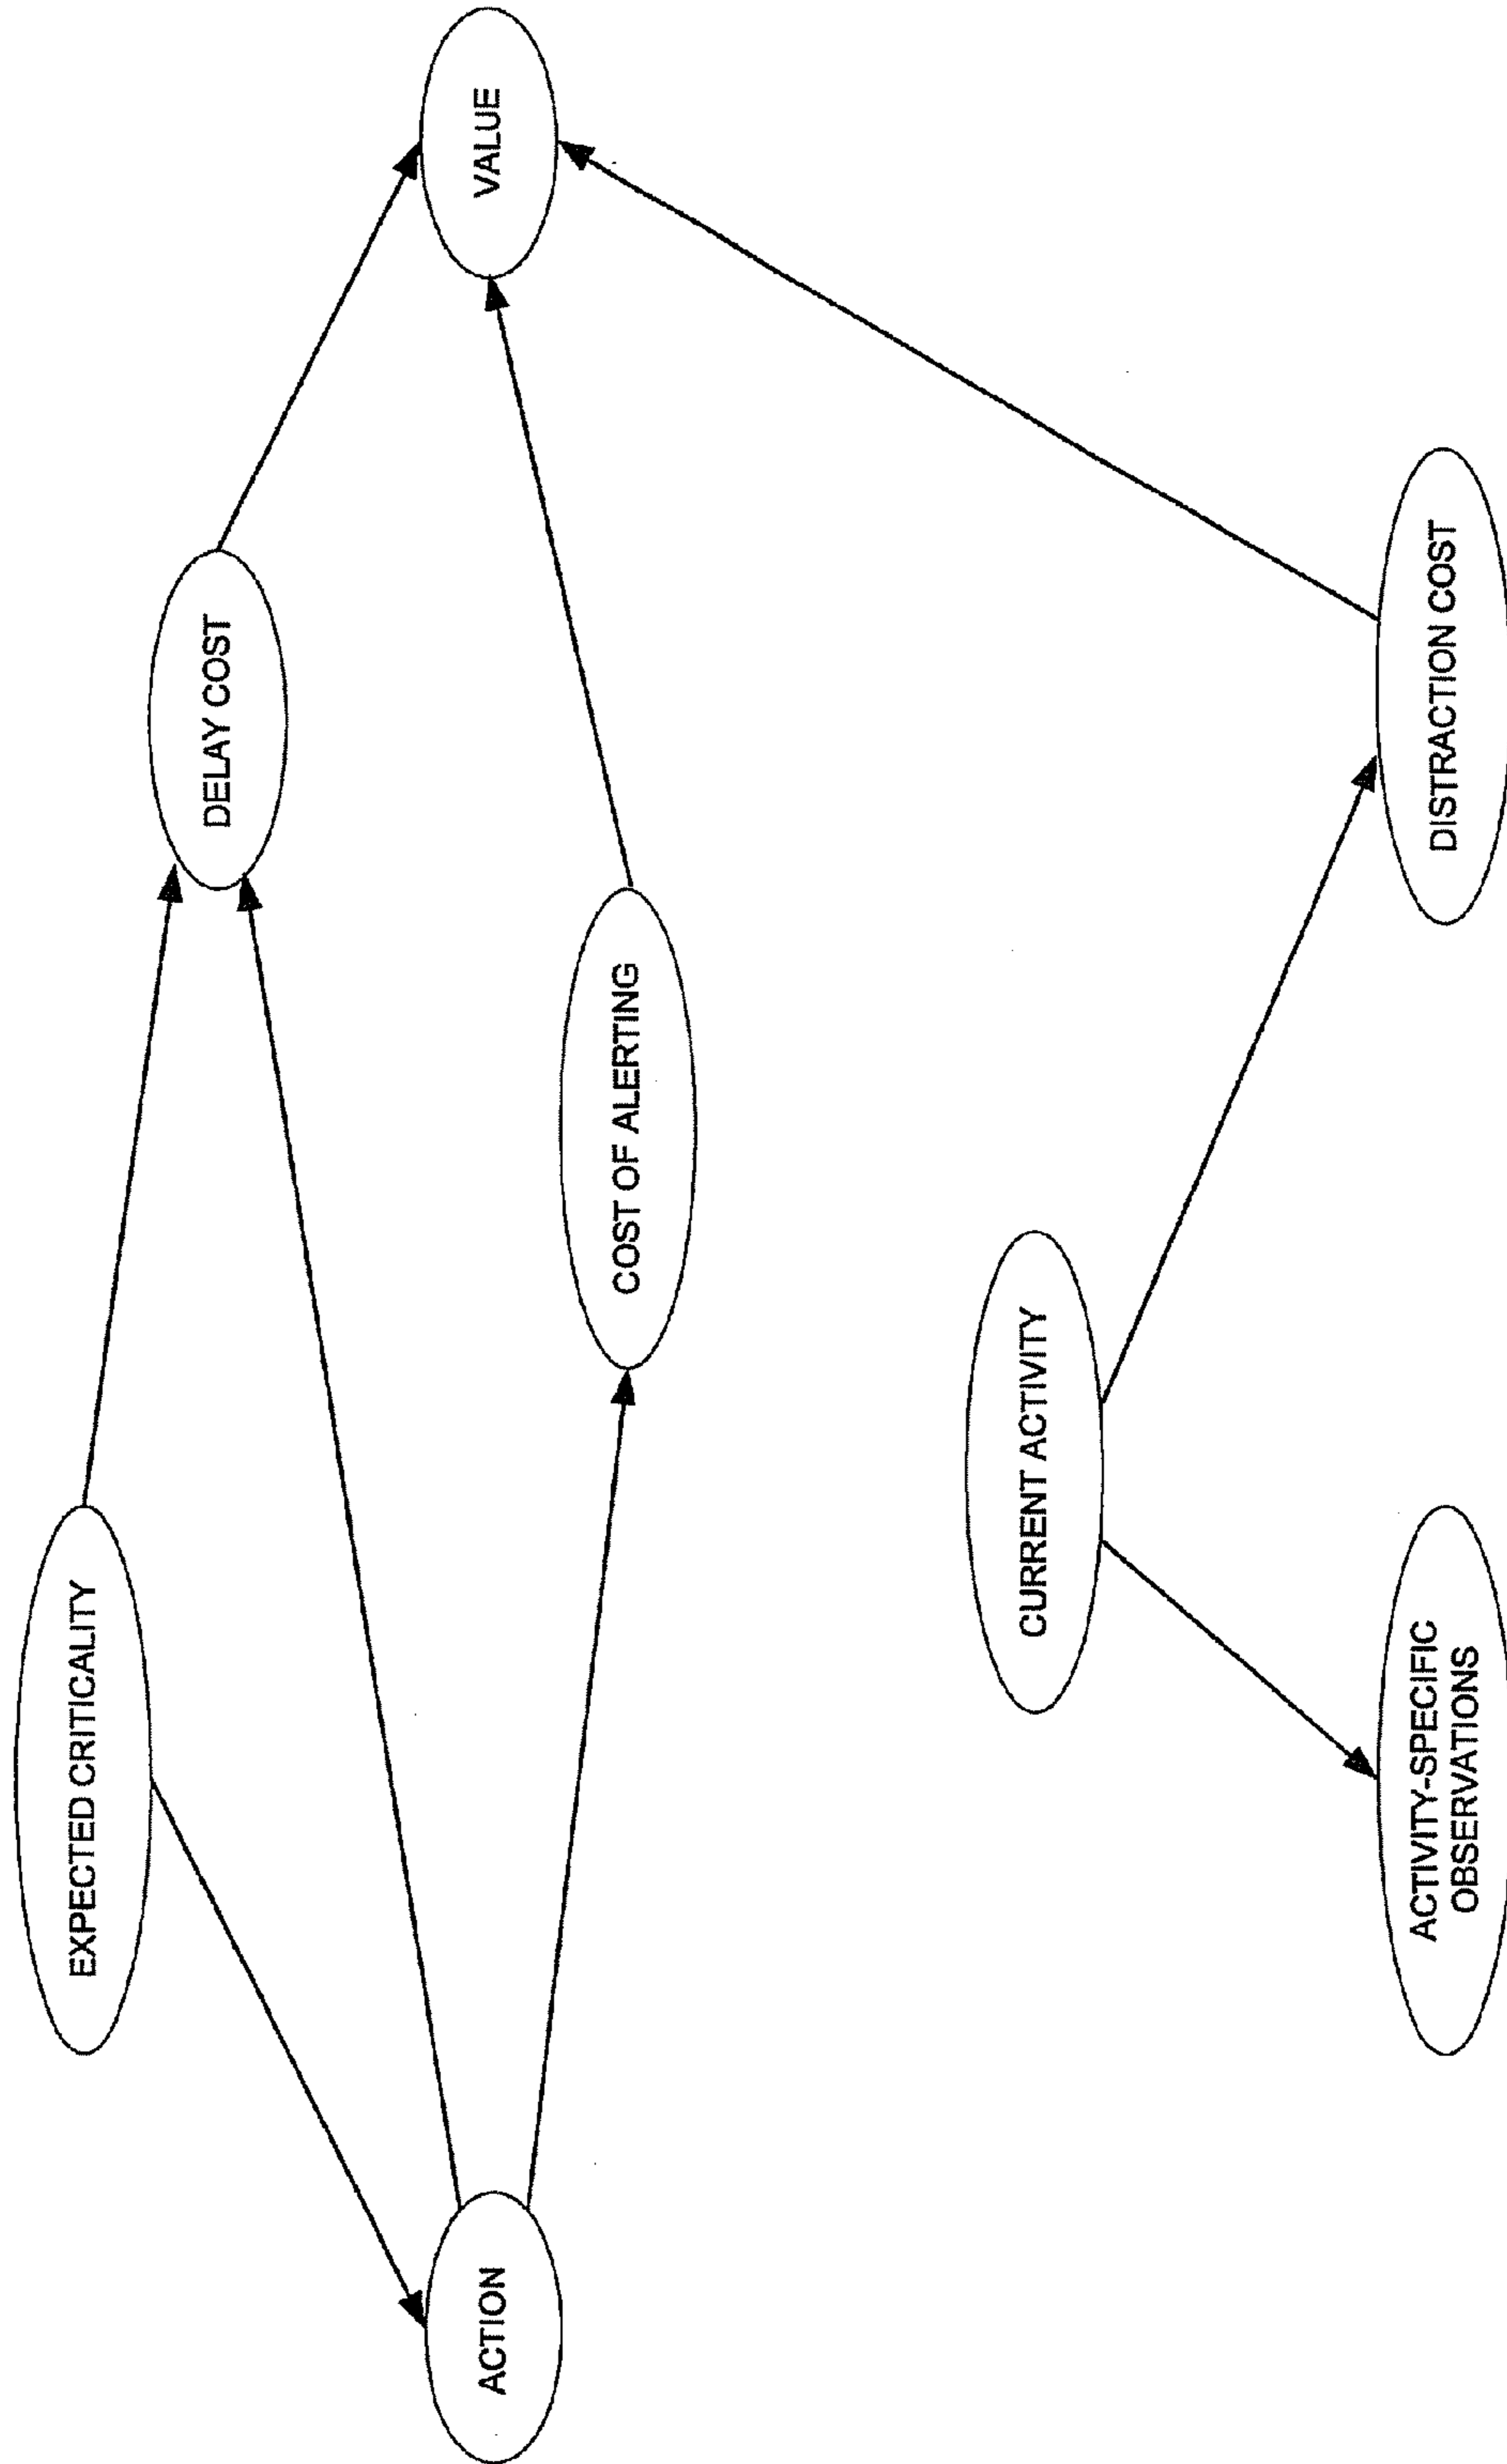 EXPECTED CRITICALITY
DELAY COST
ACTION
VALUE
COST OF ALERTING
CURRENT ACTIVITY
ACTIVITY-SPECIFIC
OBSERVATIONS
DISTRACTION COST